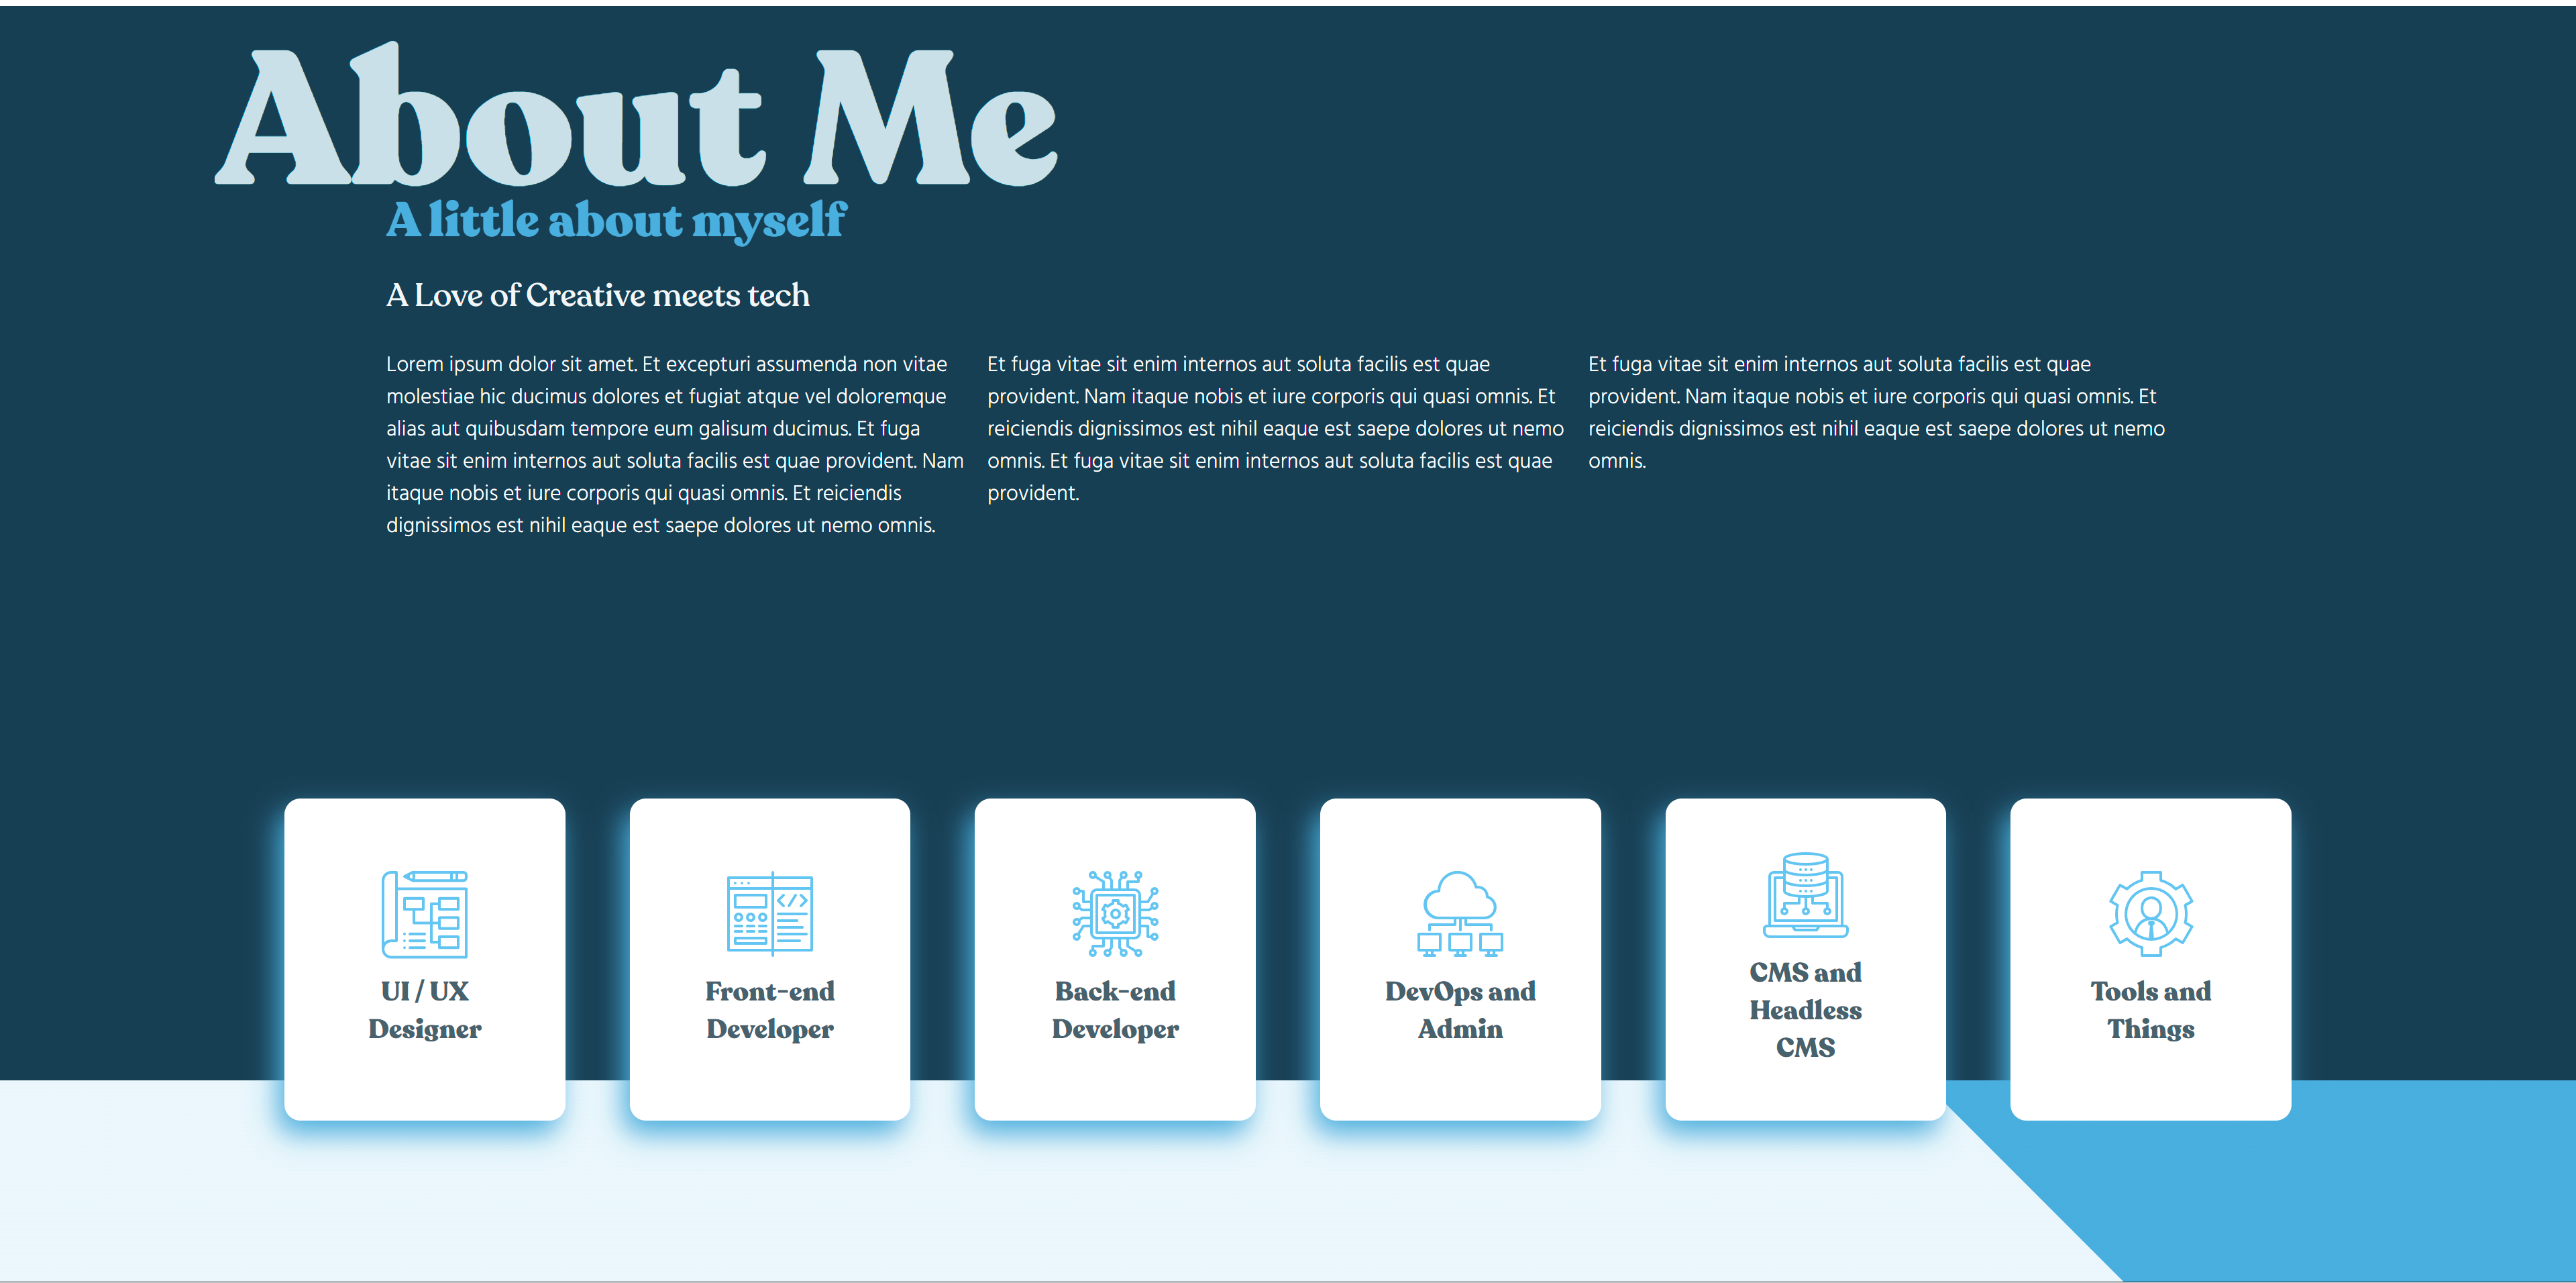 About Me
A little about myself
A Love of Creative meets tech
Lorem ipsum dolor sit amet. Et excepturi assumenda non vitae
molestiae hic ducimus dolores et fugiat atque vel doloremque
alias aut quibusdam tempore eum galisum ducimus. Et fuga
vitae sit enim internos aut soluta facilis est quae provident. Nam
itaque nobis et iure corporis qui quasi omnis. Et reiciendis
dignissimos est nihil eaque est saepe dolores ut nemo omnis.
Et fuga vitae sit enim internos aut soluta facilis est quae
provident. Nam itaque nobis et iure corporis qui quasi omnis. Et
reiciendis dignissimos est nihil eaque est saepe dolores ut nemo
omnis. Et fuga vitae sit enim internos aut soluta facilis est quae
provident.
Et fuga vitae sit enim internos aut soluta facilis est quae
provident. Nam itaque nobis et iure corporis qui quasi omnis. Et
reiciendis dignissimos est nihil eaque est saepe dolores ut nemo
omnis.
UI / UX
Designer
Front-end
Developer
Back-end
Developer
DevOps and
Admin
CMS and
Headless
CMS
Tools and
Things